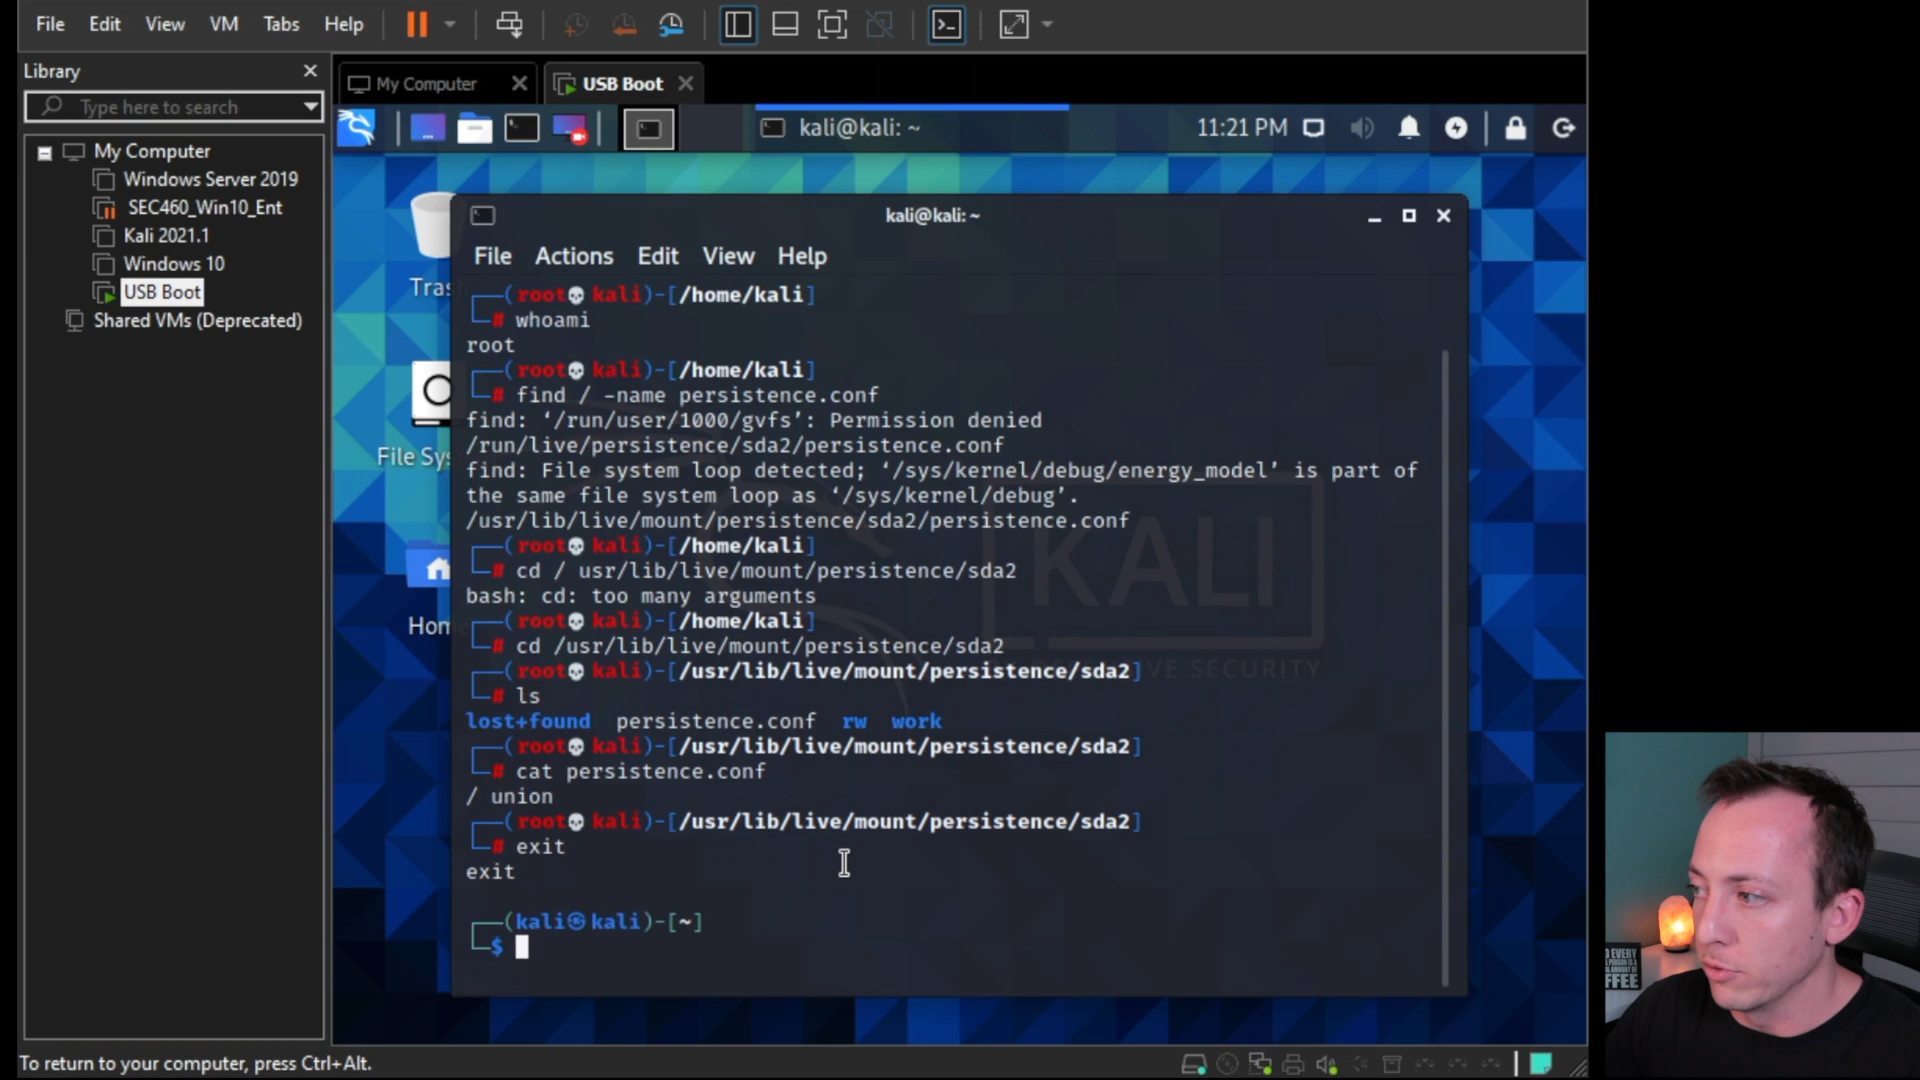 File Edit View VM Tabs Help
Library
Type here to search
My Computer
Windows Server 2019
SEC460_Win10_Ent
Kali 2021.1
Windows 10
USB Boot
Shared VMs (Deprecated)
My Computer
USB Boot
kali@kali: ~
11:21 PM
Tras
File Sys
Hom
kali@kali: ~
File Actions Edit View Help
┌──(root💀kali)-[/home/kali]
└─# whoami
root
┌──(root💀kali)-[/home/kali]
└─# find / -name persistence.conf
find: ‘/run/user/1000/gvfs’: Permission denied
/run/live/persistence/sda2/persistence.conf
find: File system loop detected; ‘/sys/kernel/debug/energy_model’ is part of
the same file system loop as ‘/sys/kernel/debug’.
/usr/lib/live/mount/persistence/sda2/persistence.conf
┌──(root💀kali)-[/home/kali]
└─# cd / usr/lib/live/mount/persistence/sda2
bash: cd: too many arguments
┌──(root💀kali)-[/home/kali]
└─# cd /usr/lib/live/mount/persistence/sda2
┌──(root💀kali)-[/usr/lib/live/mount/persistence/sda2]
└─# ls
lost+found persistence.conf rw work
┌──(root💀kali)-[/usr/lib/live/mount/persistence/sda2]
└─# cat persistence.conf
/ union
┌──(root💀kali)-[/usr/lib/live/mount/persistence/sda2]
└─# exit
exit
┌──(kali㉿kali)-[~]
└─$
KALI
VE SECURITY
To return to your computer, press Ctrl+Alt.